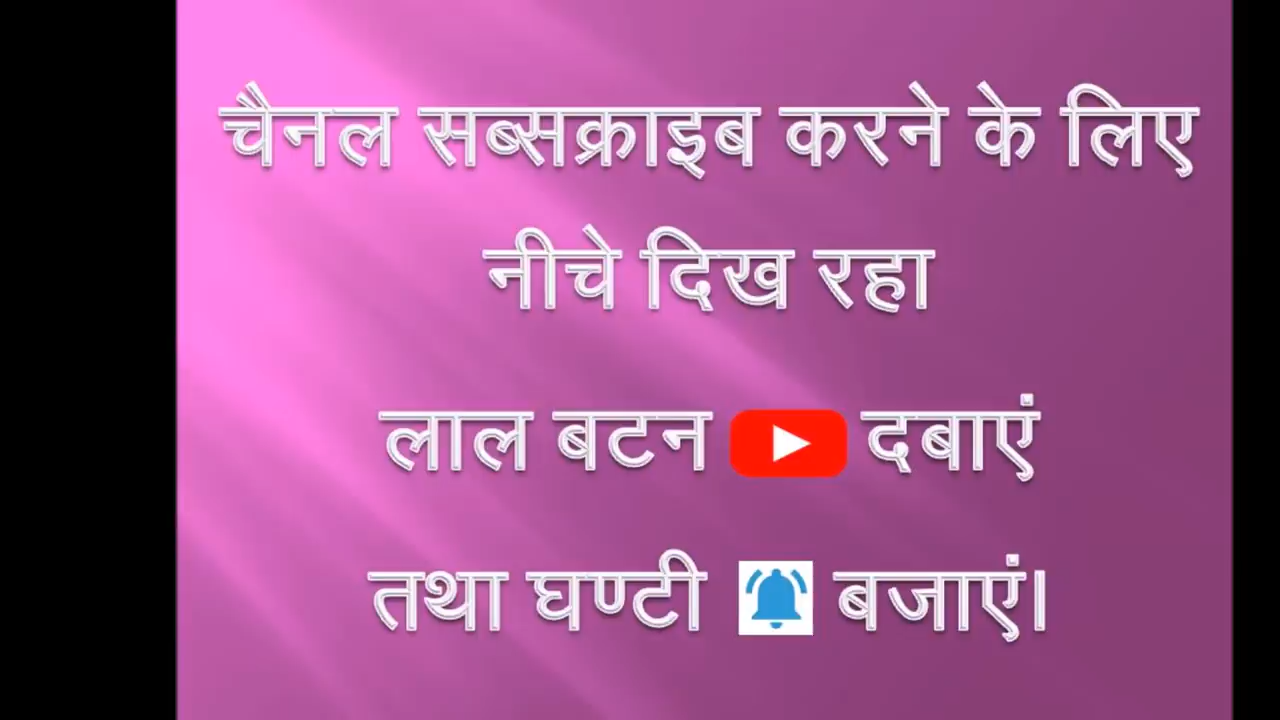 चैनल सब्सक्राइब करने के लिए
नीचे दिख रहा
लाल बटन दबाएं
तथा घण्टी बजाएं।